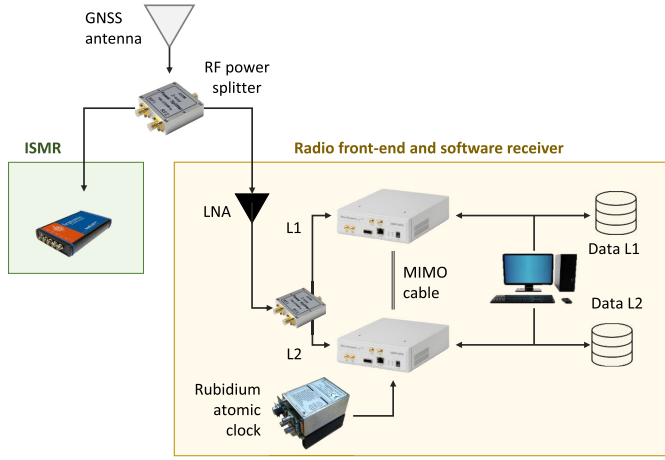 GNSS
antenna
RF power
splitter
ISMR
Radio front-end and software receiver
LNA
L1
MIMO
cable
Data L1
L2
Data L2
Rubidium
atomic
clock